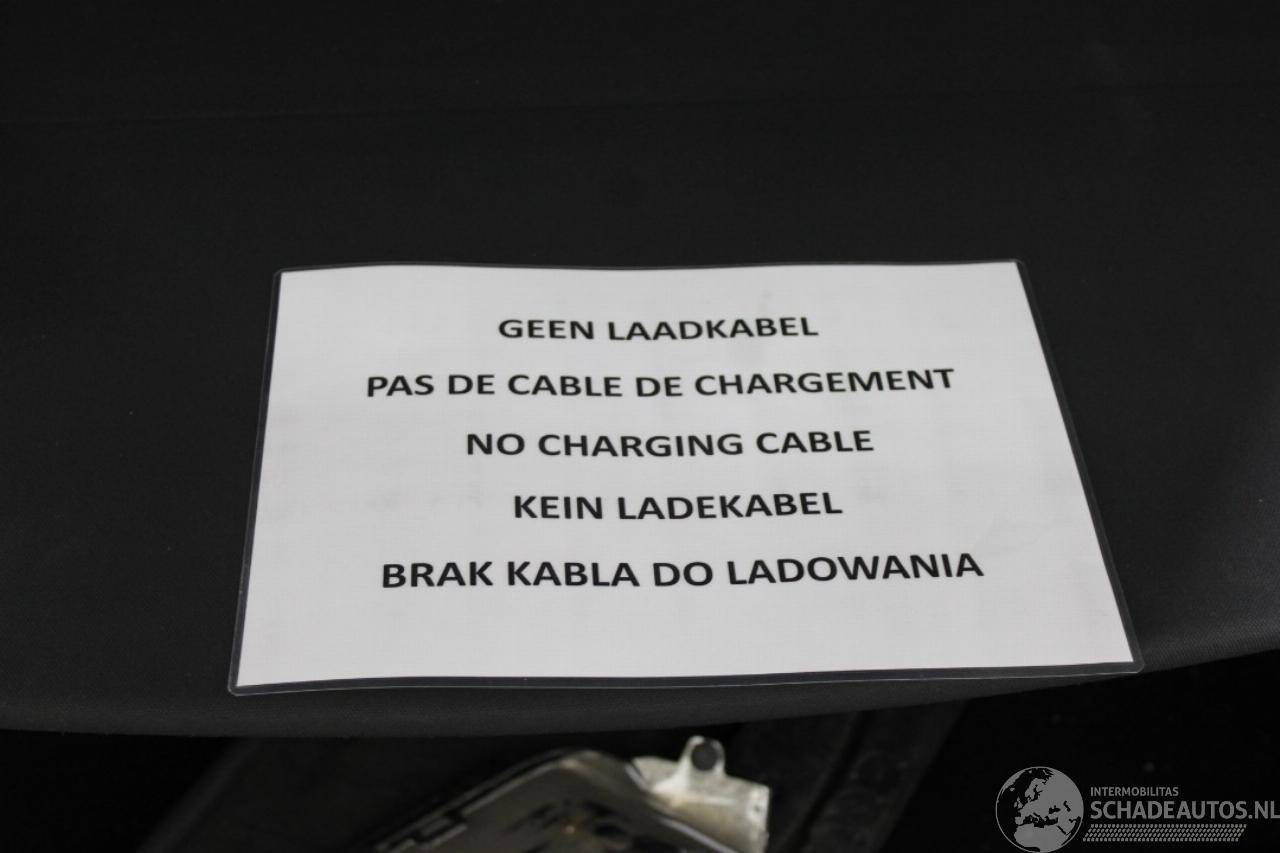 GEEN LAADKABEL
PAS DE CABLE DE CHARGEMENT
NO CHARGING CABLE
KEIN LADEKABEL
BRAK KABLA DO LADOWANIA
INTERMOBILITAS
SCHADEAUTOS.NL